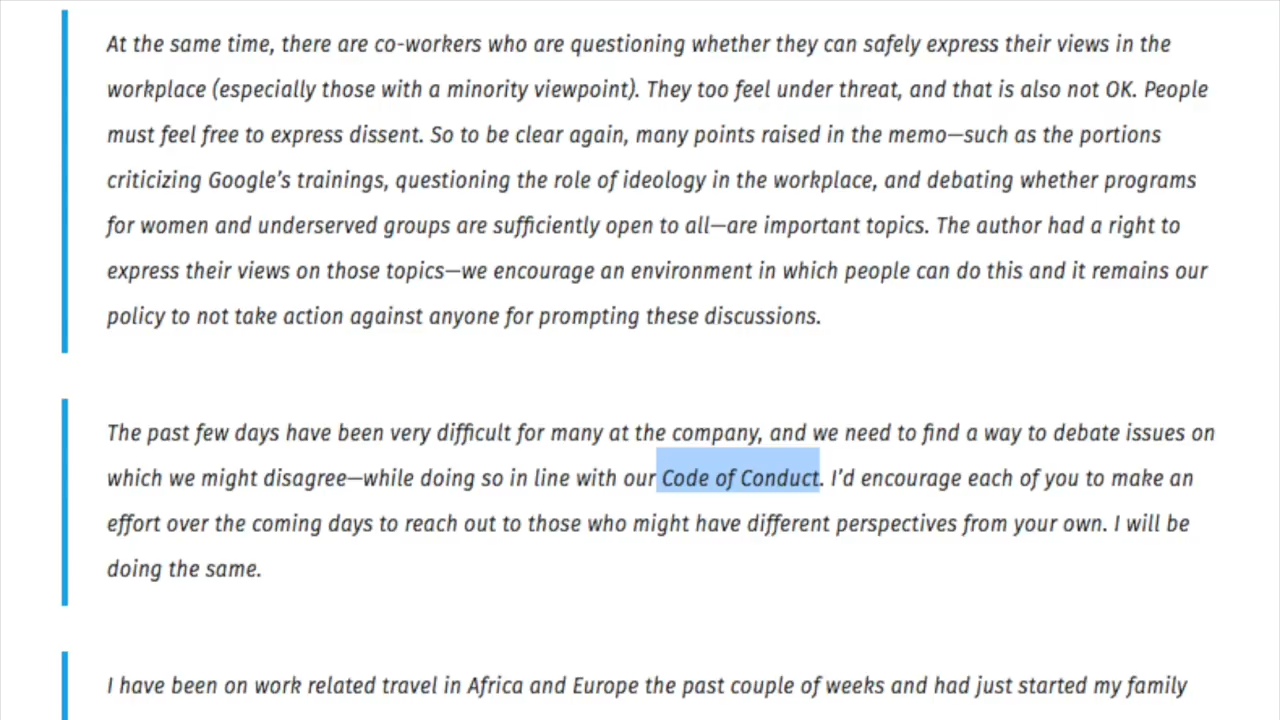 At the same time, there are co-workers who are questioning whether they can safely express their views in the
workplace (especially those with a minority viewpoint). They too feel under threat, and that is also not OK. People
must feel free to express dissent. So to be clear again, many points raised in the memo—such as the portions
criticizing Google’s trainings, questioning the role of ideology in the workplace, and debating whether programs
for women and underserved groups are sufficiently open to all—are important topics. The author had a right to
express their views on those topics—we encourage an environment in which people can do this and it remains our
policy to not take action against anyone for prompting these discussions.
The past few days have been very difficult for many at the company, and we need to find a way to debate issues on
which we might disagree—while doing so in line with our Code of Conduct. I’d encourage each of you to make an
effort over the coming days to reach out to those who might have different perspectives from your own. I will be
doing the same.
I have been on work related travel in Africa and Europe the past couple of weeks and had just started my family